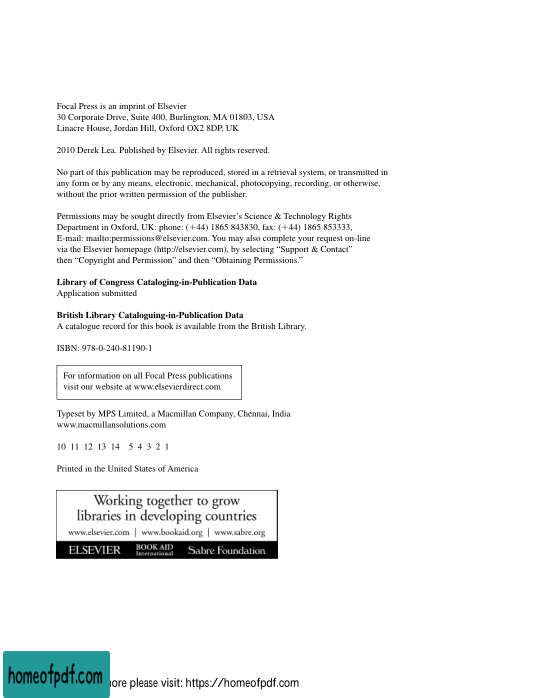 Focal Press is an imprint of Elsevier
30 Corporate Drive, Suite 400, Burlington, MA 01803, USA
Linacre House, Jordan Hill, Oxford OX2 8DP, UK
2010 Derek Lea. Published by Elsevier. All rights reserved.
No part of this publication may be reproduced, stored in a retrieval system, or transmitted in
any form or by any means, electronic, mechanical, photocopying, recording, or otherwise,
without the prior written permission of the publisher.
Permissions may be sought directly from Elsevier’s Science & Technology Rights
Department in Oxford, UK: phone: (+44) 1865 843830, fax: (+44) 1865 853333,
E-mail: mailto:permissions@elsevier.com. You may also complete your request on-line
via the Elsevier homepage (http://elsevier.com), by selecting “Support & Contact”
then “Copyright and Permission” and then “Obtaining Permissions.”
Library of Congress Cataloging-in-Publication Data
Application submitted
British Library Cataloguing-in-Publication Data
A catalogue record for this book is available from the British Library.
ISBN: 978-0-240-81190-1
For information on all Focal Press publications
visit our website at www.elsevierdirect.com
Typeset by MPS Limited, a Macmillan Company, Chennai, India
www.macmillansolutions.com
10 11 12 13 14 5 4 3 2 1
Printed in the United States of America
Working together to grow
libraries in developing countries
www.elsevier.com | www.bookaid.org | www.sabre.org
ELSEVIER BOOK AID International Sabre Foundation
homeofpdf.com
ore please visit: https://homeofpdf.com